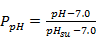 P_pH = (pH−7.0) / (pH_su −7.0)